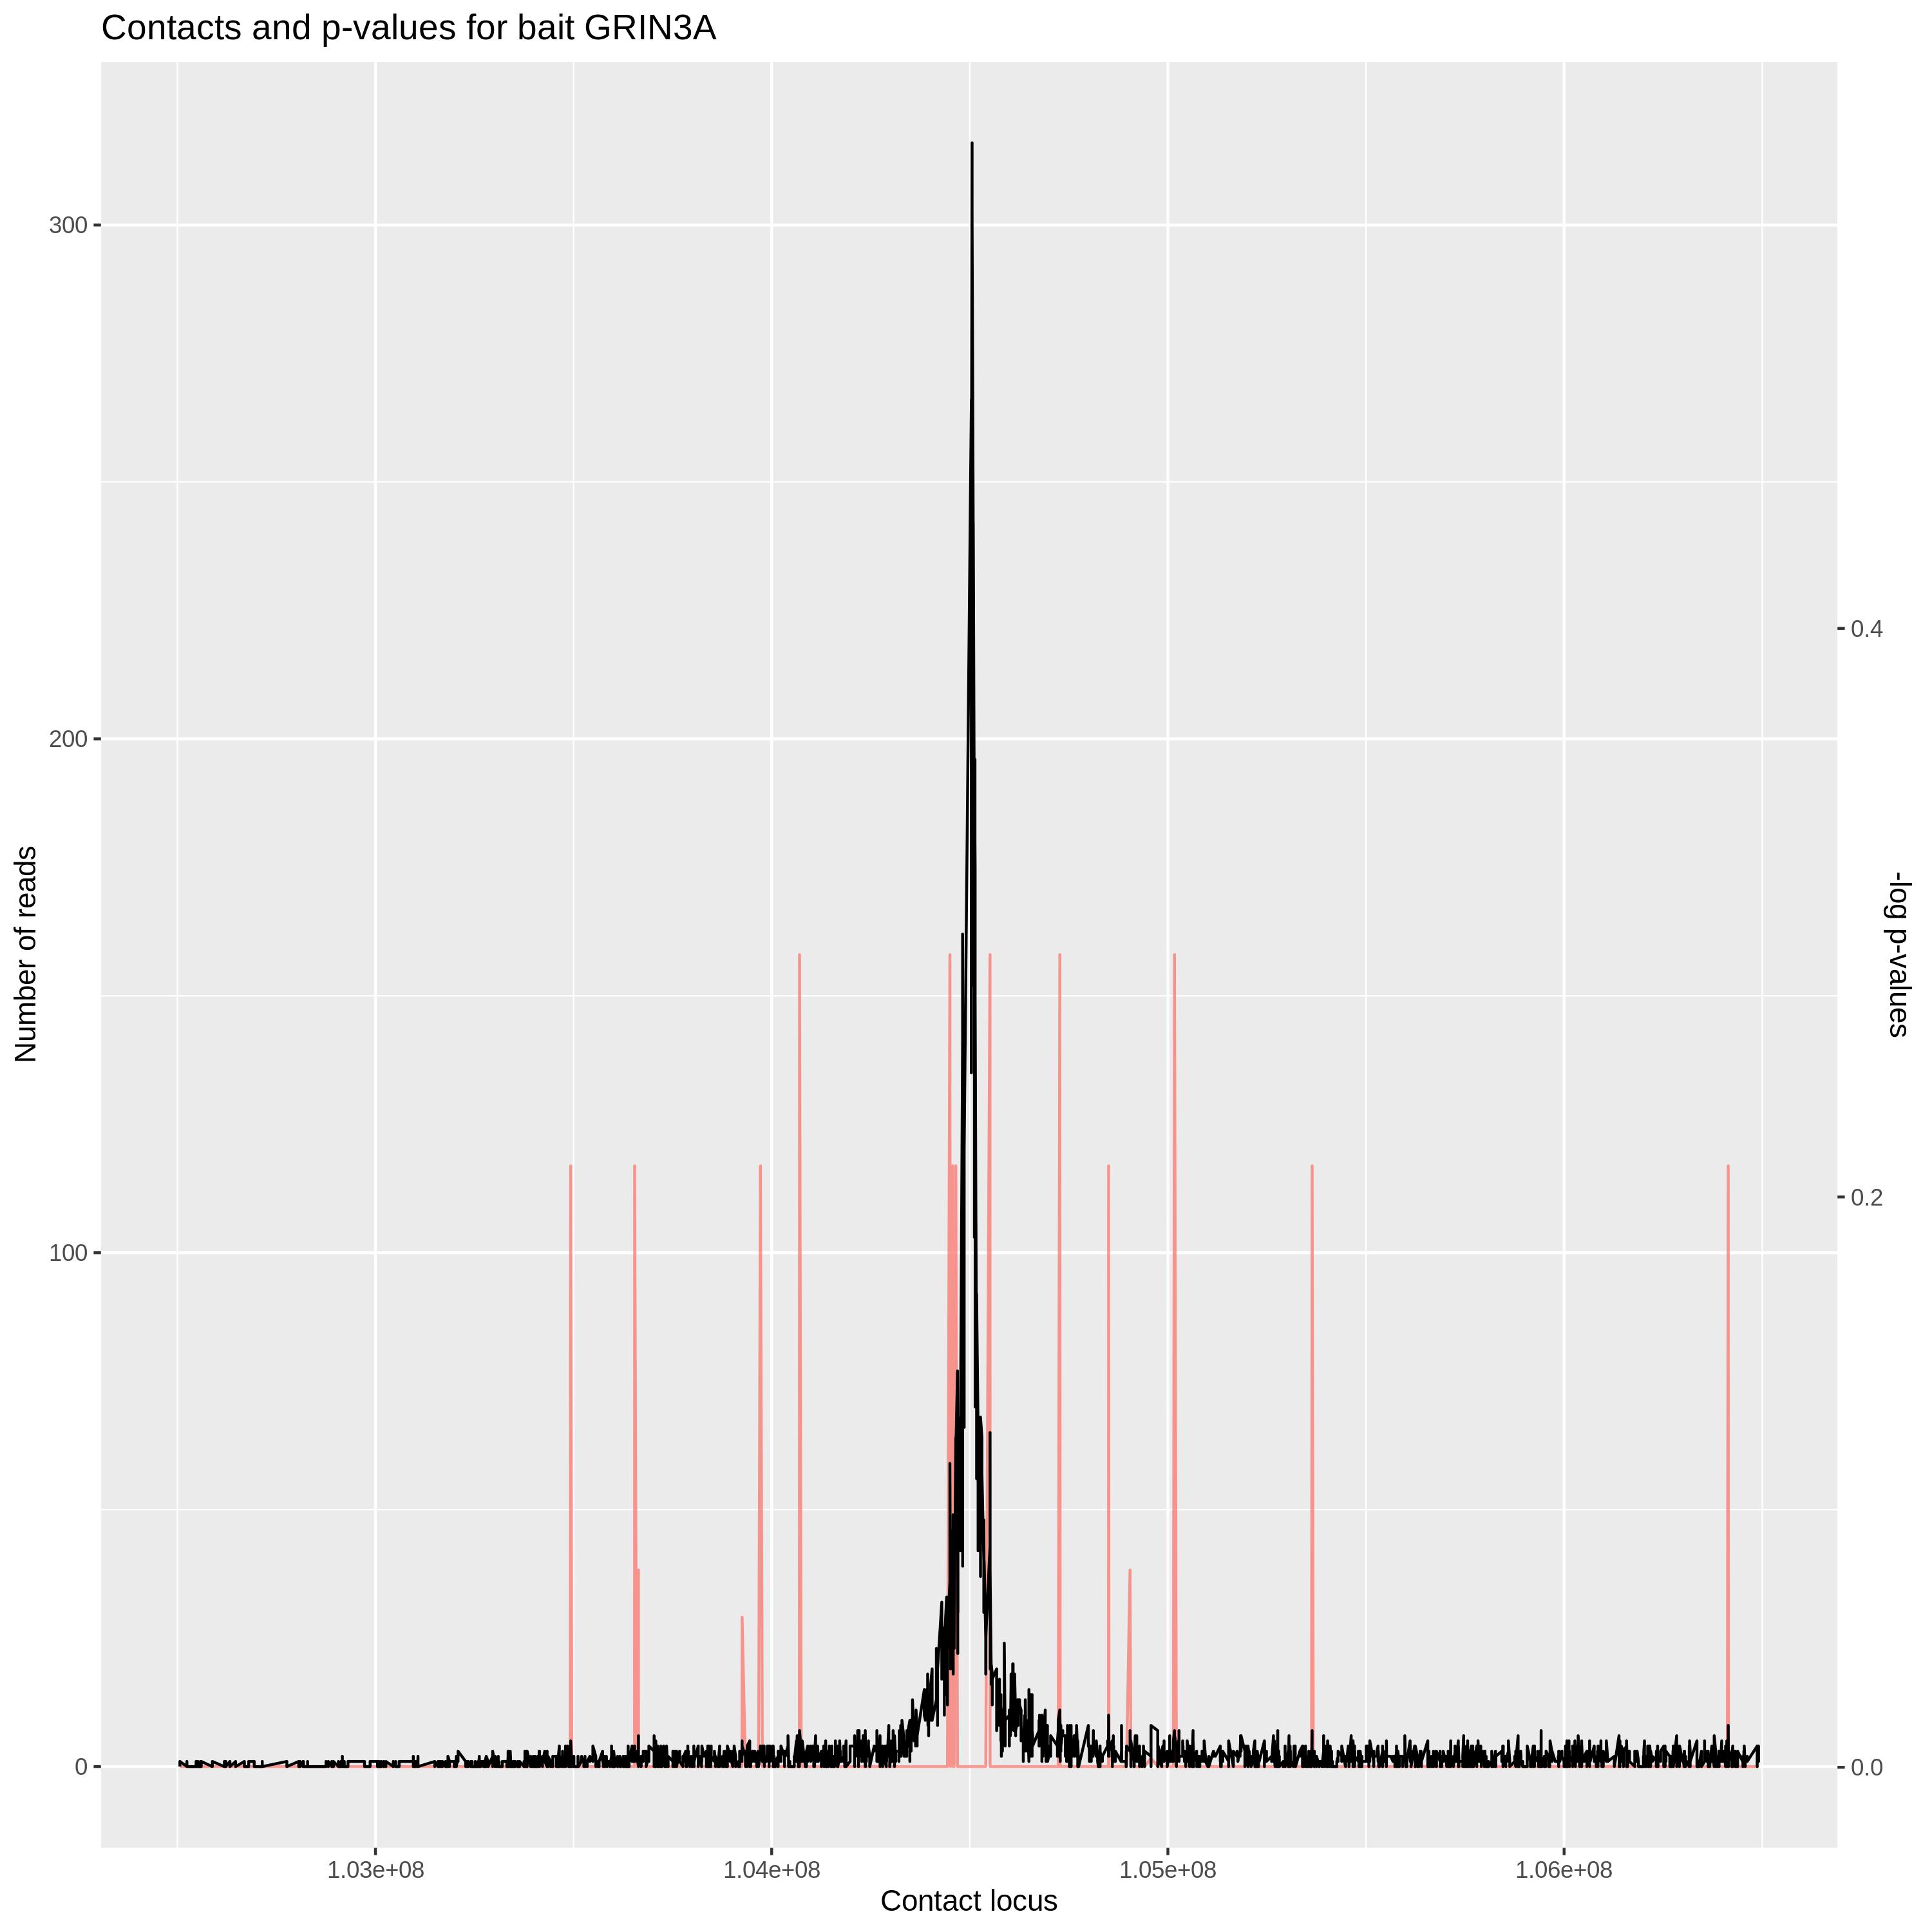 Contacts and p-values for bait GRIN3A
300
200
100
0
Number of reads
0.4
0.2
0.0
-log p-values
1.03e+08
1.04e+08
1.05e+08
1.06e+08
Contact locus